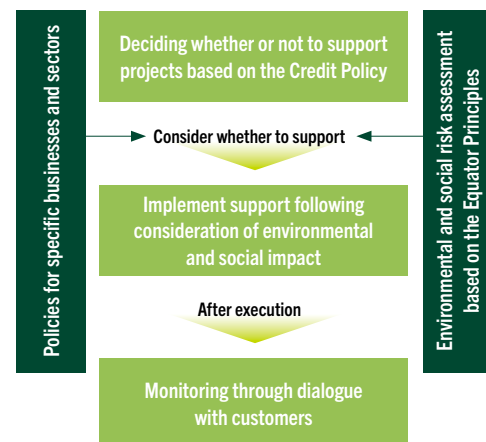 Policies for specific businesses and sectors
Deciding whether or not to support
projects based on the Credit Policy
Consider whether to support
Implement support following
consideration of environmental
and social impact
After execution
Monitoring through dialogue
with customers
Environmental and social risk assessment
based on the Equator Principles